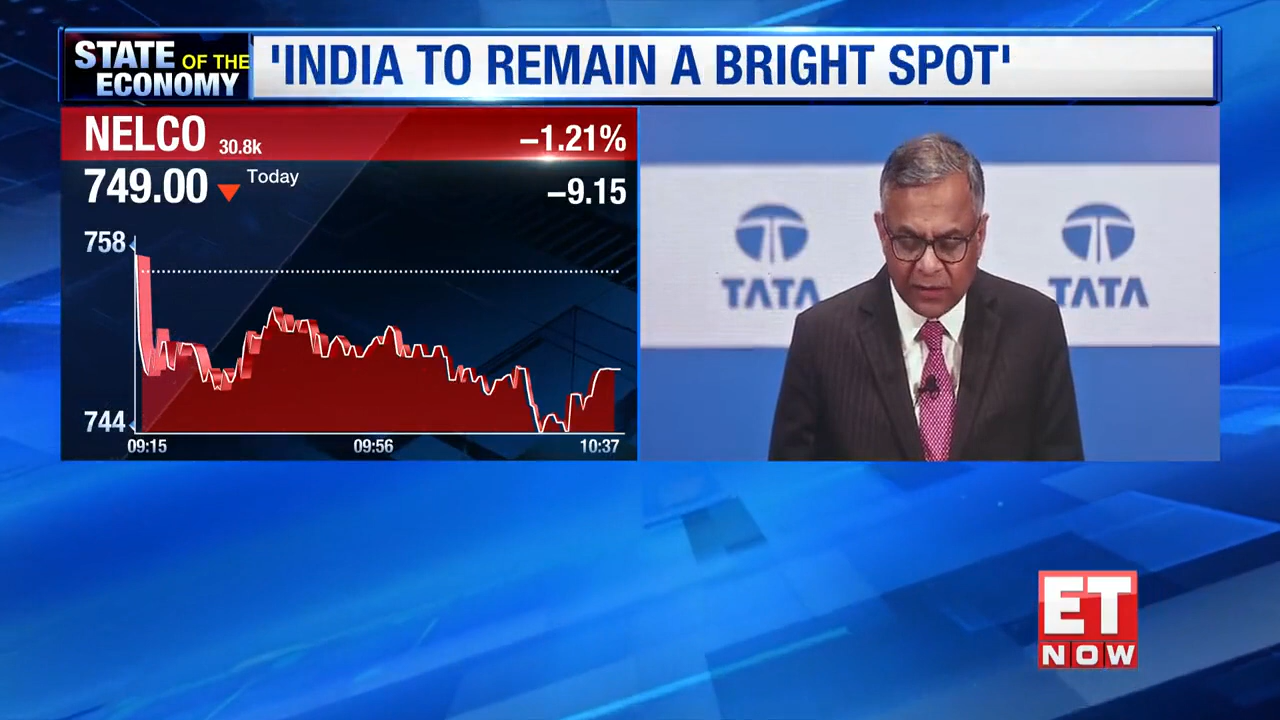 STATE OF THE
ECONOMY
'INDIA TO REMAIN A BRIGHT SPOT'
NELCO 30.8k –1.21%
749.00 Today –9.15
758
744
09:15 09:56 10:37
TATA TATA
ET
NOW